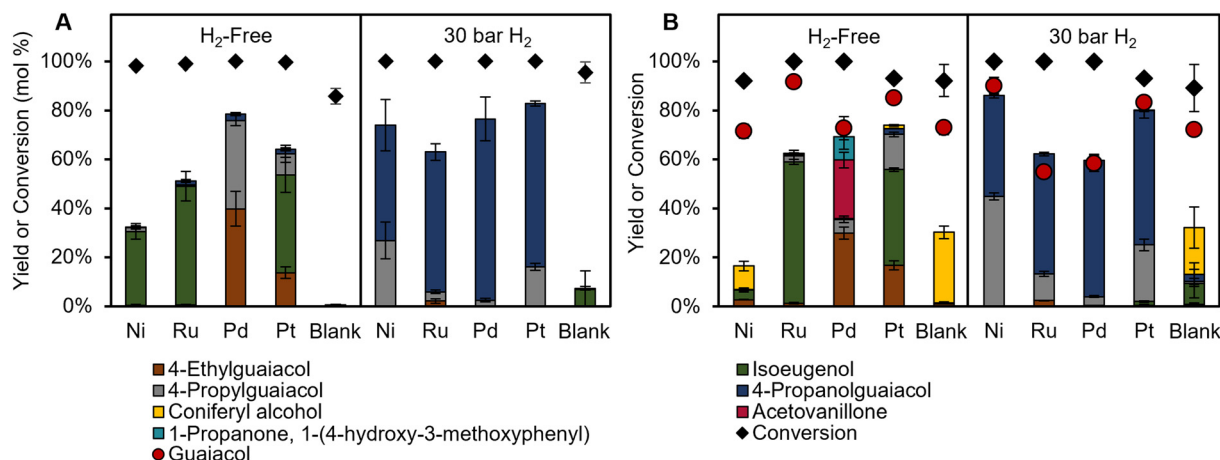 A
B
H2-Free
30 bar H2
H2-Free
30 bar H2
Yield or Conversion (mol %)
100%
80%
60%
40%
20%
0%
Yield or Conversion
100%
80%
60%
40%
20%
0%
Ni Ru Pd Pt Blank Ni Ru Pd Pt Blank
Ni Ru Pd Pt Blank Ni Ru Pd Pt Blank
4-Ethylguaiacol
4-Propylguaiacol
Coniferyl alcohol
1-Propanone, 1-(4-hydroxy-3-methoxyphenyl)
Guaiacol
Isoeugenol
4-Propanolguaiacol
Acetovanillone
Conversion